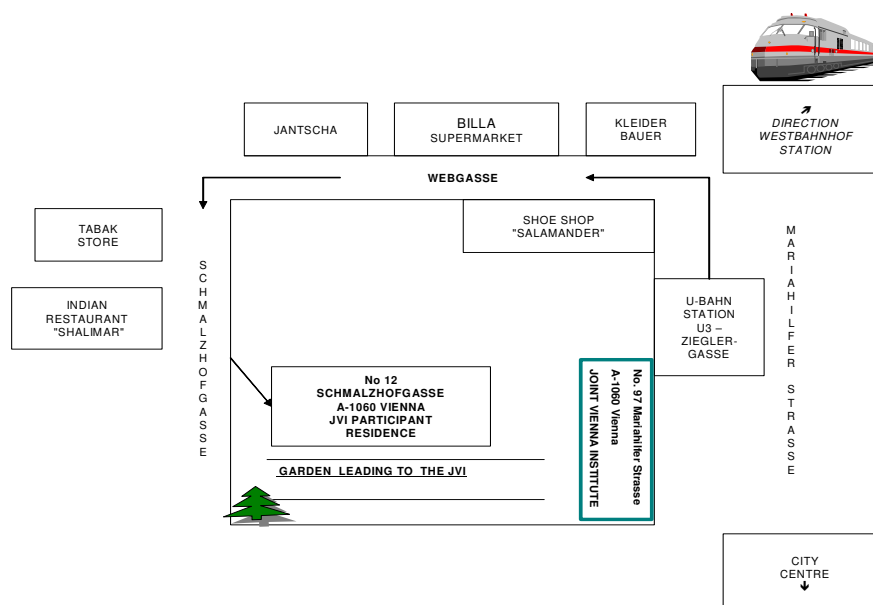 JANTSCHA
BILLA
SUPERMARKET
KLEIDER
BAUER
↗
DIRECTION
WESTBAHNHOF
STATION
WEBGASSE
TABAK
STORE
SHOE SHOP
"SALAMANDER"
SCHMALZHOFGASSE
MARIAHILFER STRASSE
INDIAN
RESTAURANT
"SHALIMAR"
U-BAHN
STATION
U3 –
ZIEGLER-
GASSE
No 12
SCHMALZHOFGASSE
A-1060 VIENNA
JVI PARTICIPANT
RESIDENCE
No. 97 Mariahilfer Strasse
A-1060 Vienna
JOINT VIENNA INSTITUTE
GARDEN LEADING TO THE JVI
CITY
CENTRE
↓